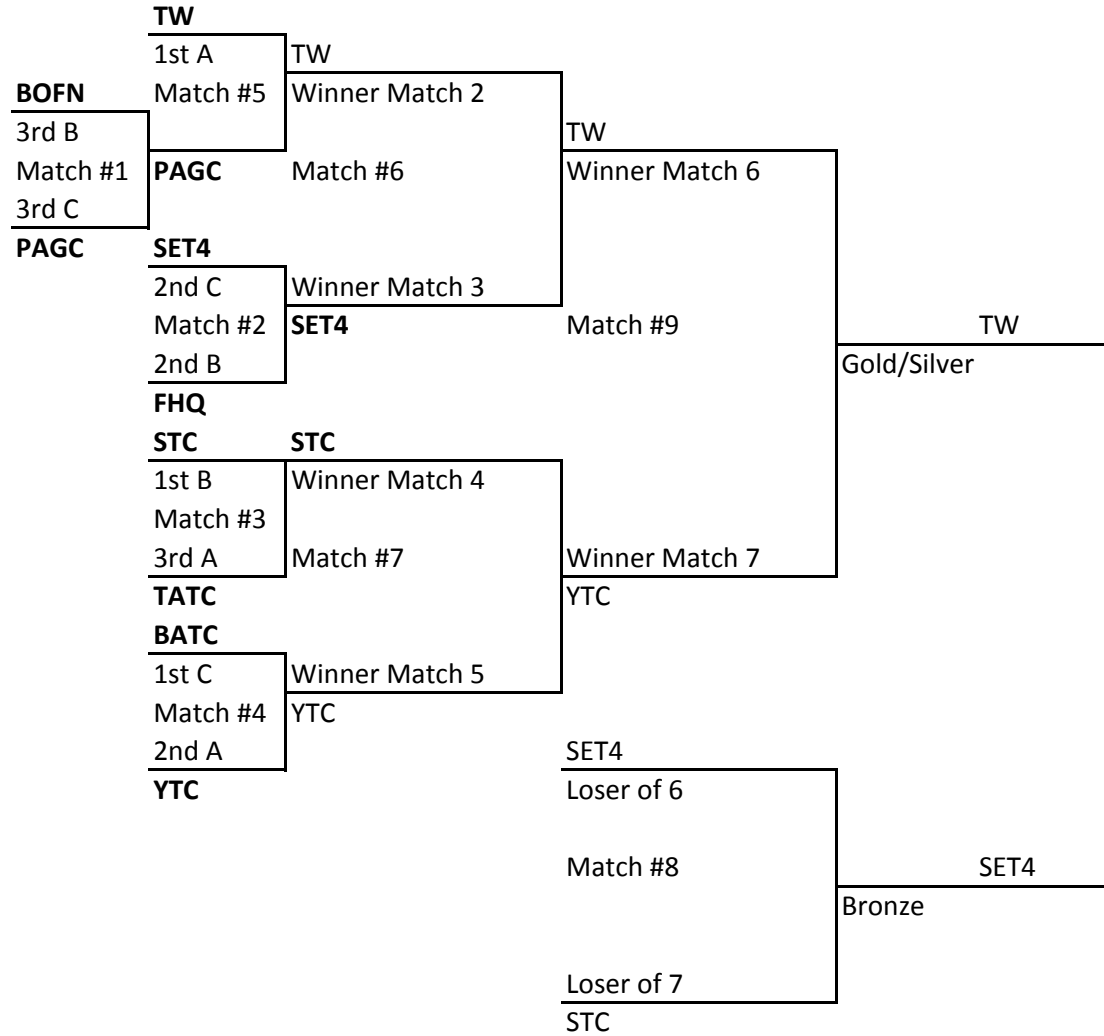 TW
1st A TW
BOFN Match #5 Winner Match 2
3rd B TW
Match #1 PAGC Match #6 Winner Match 6
3rd C
PAGC SET4
2nd C Winner Match 3
Match #2 SET4 Match #9 TW
2nd B Gold/Silver
FHQ
STC STC
1st B Winner Match 4
Match #3
3rd A Match #7 Winner Match 7
TATC YTC
BATC
1st C Winner Match 5
Match #4 YTC
2nd A SET4
YTC Loser of 6
Match #8 SET4
Bronze
Loser of 7
STC